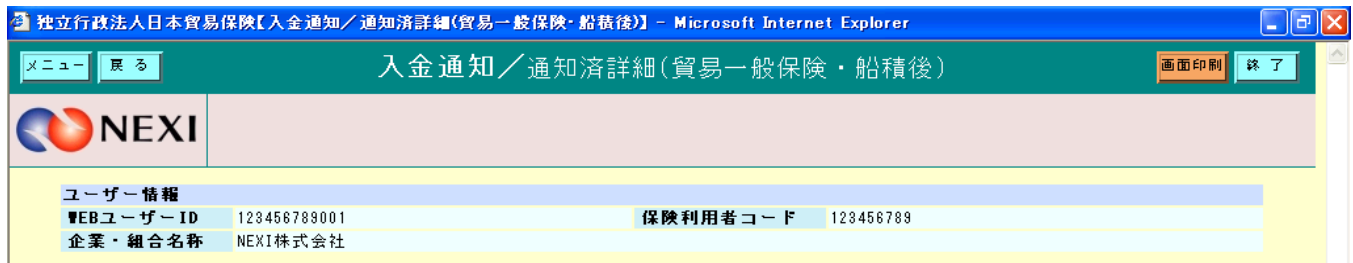 独立行政法人日本貿易保険【入金通知／通知済詳細(貿易一般保険・船積後)】 - Microsoft Internet Explorer
メニュー 戻る 入金通知／通知済詳細(貿易一般保険・船積後) 画面印刷 終了
NEXI
ユーザー情報
WEBユーザーID 123456789001 保険利用者コード 123456789
企業・組合名称 NEXI株式会社